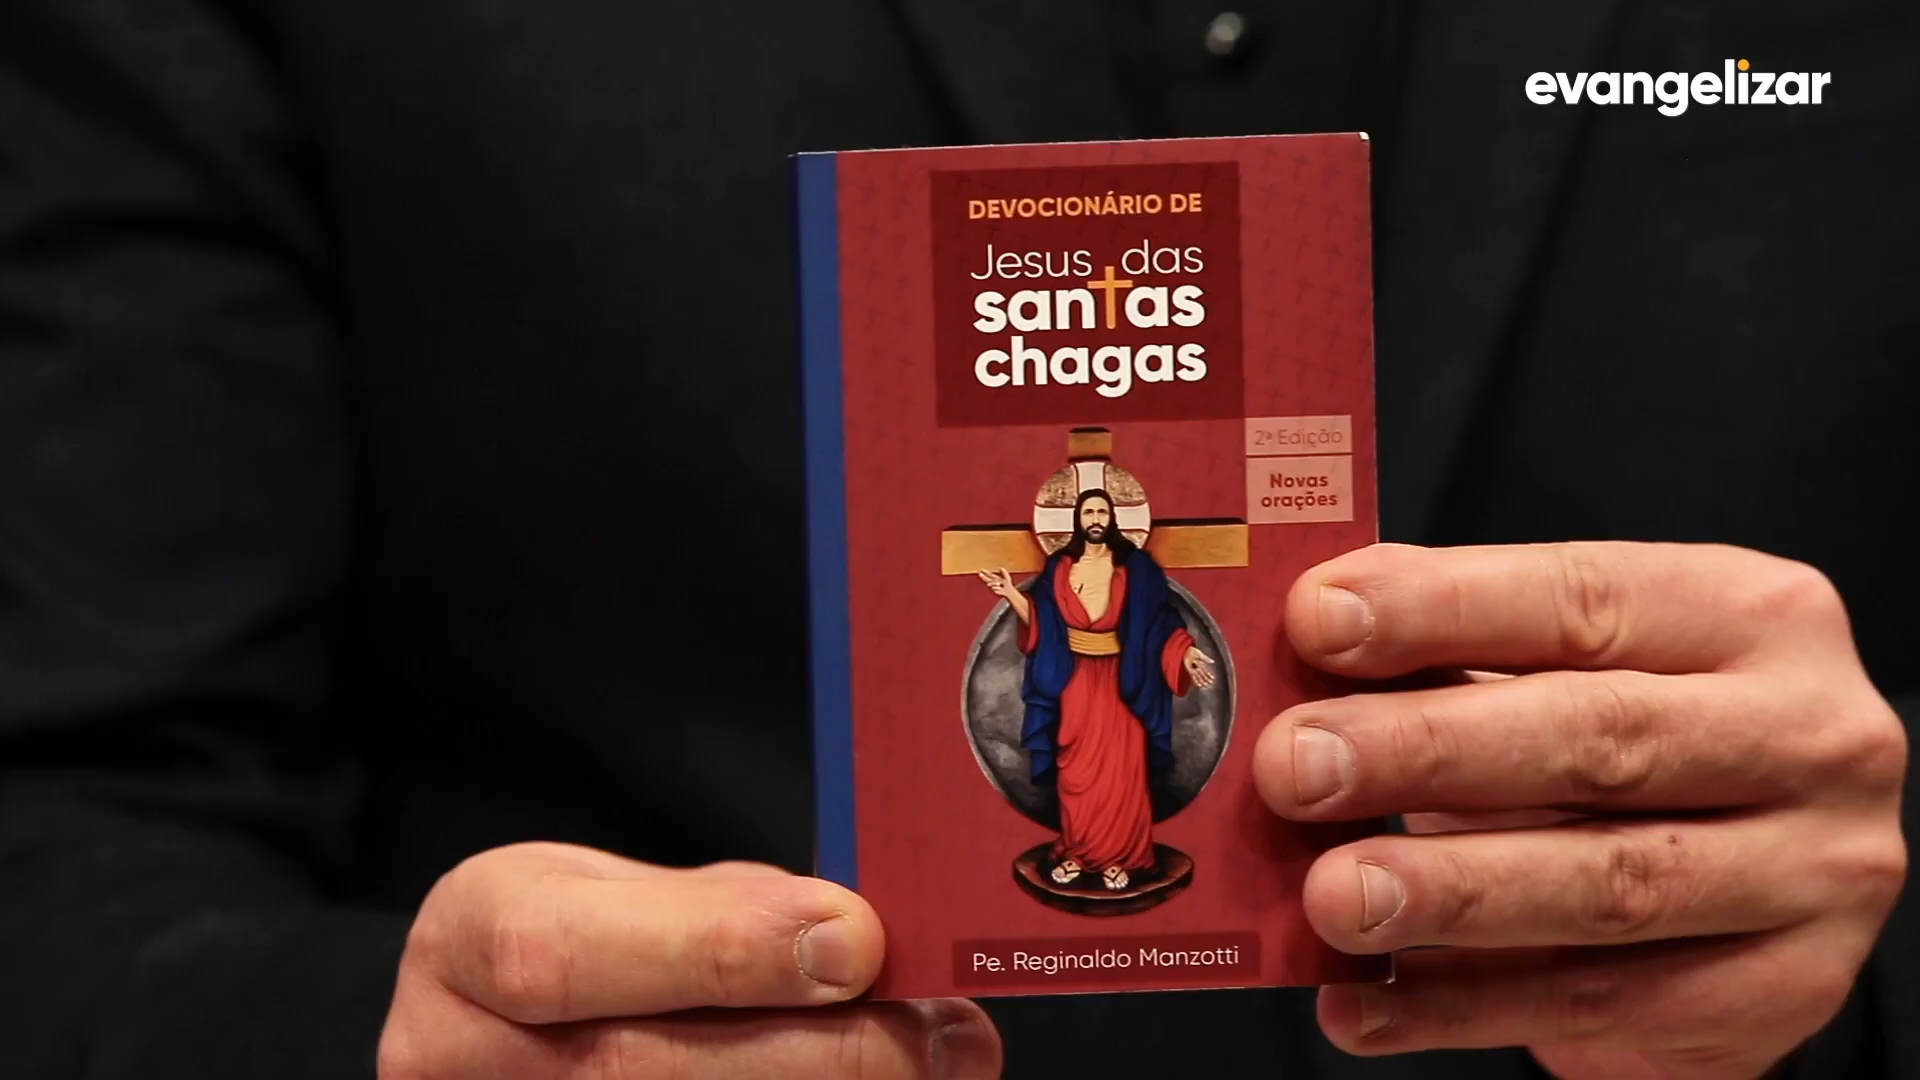 evangelizar
DEVOCIONÁRIO DE
Jesus das
santas
chagas
2ª Edição
Novas
orações
Pe. Reginaldo Manzotti